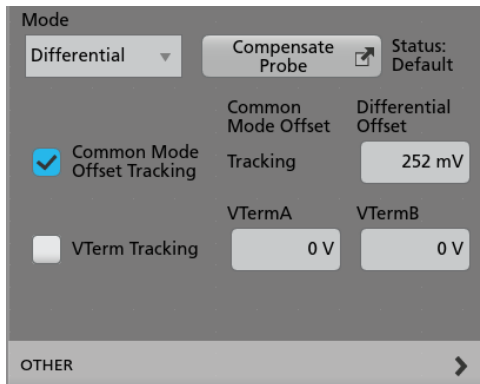 Mode
Differential
Compensate
Probe
Status:
Default
Common
Mode Offset
Differential
Offset
Common Mode
Offset Tracking
Tracking
252 mV
VTermA
VTermB
VTerm Tracking
0 V
0 V
OTHER